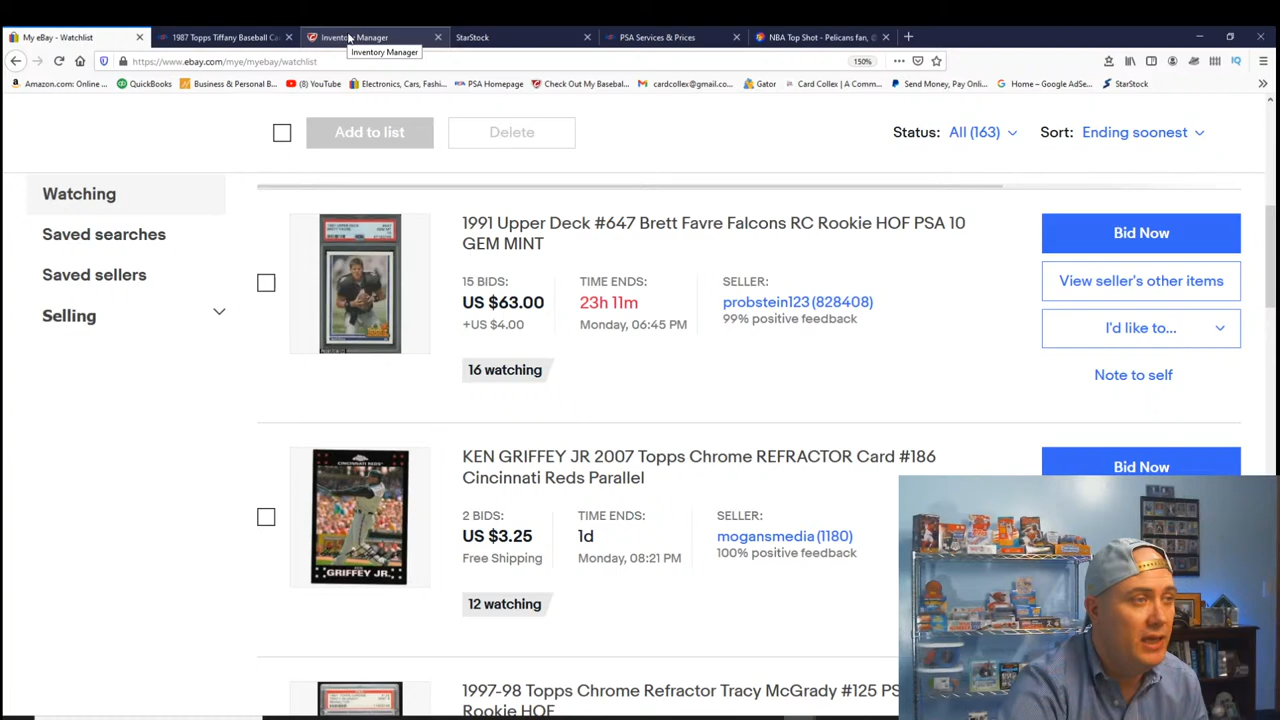 My eBay - Watchlist
1987 Topps Tiffany Baseball Ca
Inventory Manager
StarStock
PSA Services & Prices
NBA Top Shot - Pelicans fan, @
Inventory Manager
https://www.ebay.com/mye/myebay/watchlist
150%
Amazon.com: Online ...
QuickBooks
Business & Personal B...
(8) YouTube
Electronics, Cars, Fashi...
PSA Homepage
Check Out My Basebal...
cardcollex@gmail.co...
Gator
Card Collex | A Comm...
Send Money, Pay Onli...
Home – Google AdSe...
StarStock
Add to list
Delete
Status: All (163)
Sort: Ending soonest
Watching
Saved searches
Saved sellers
Selling
1991 Upper Deck #647 Brett Favre Falcons RC Rookie HOF PSA 10
GEM MINT
15 BIDS:
US $63.00
+US $4.00
TIME ENDS:
23h 11m
Monday, 06:45 PM
SELLER:
probstein123 (828408)
99% positive feedback
16 watching
Bid Now
View seller's other items
I'd like to...
Note to self
KEN GRIFFEY JR 2007 Topps Chrome REFRACTOR Card #186
Cincinnati Reds Parallel
2 BIDS:
US $3.25
Free Shipping
TIME ENDS:
1d
Monday, 08:21 PM
SELLER:
mogansmedia (1180)
100% positive feedback
12 watching
Bid Now
CINCINNATI REDS
KEN GRIFFEY JR.
1997-98 Topps Chrome Refractor Tracy McGrady #125 PS
Rookie HOF